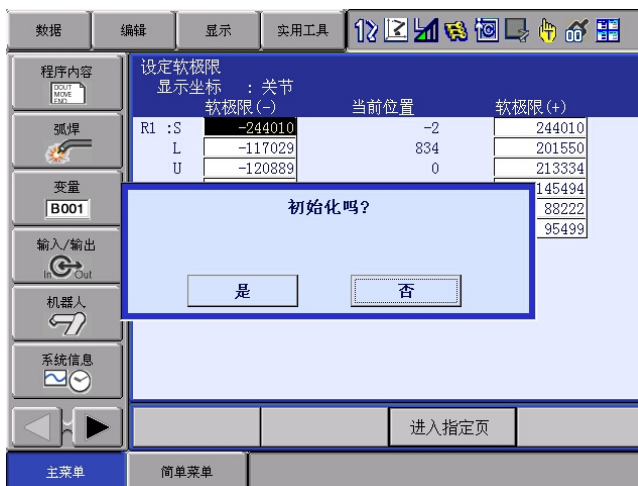 数据 编辑 显示 实用工具
程序内容
DOUT
MOVE
END
弧焊
变量
B001
输入/输出
In Out
机器人
系统信息
设定软极限
显示坐标 : 关节
软极限(-) 当前位置 软极限(+)
R1 :S -244010 -2 244010
L -117029 834 201550
U -120889 0 213334
145494
88222
95499
初始化吗?
是 否
进入指定页
主菜单 简单菜单